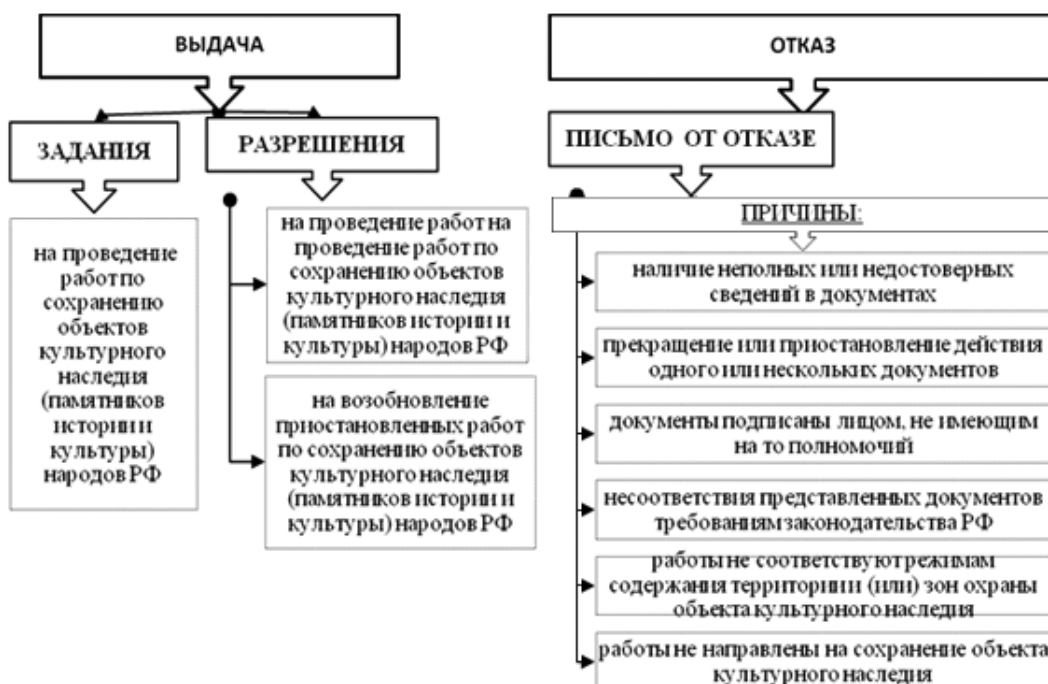 ВЫДАЧА
ЗАДАНИЯ
на проведение
работ по
сохранению
объектов
культурного
наследия
(памятников
истории и
культуры)
народов РФ
РАЗРЕШЕНИЯ
на проведение работ на
проведение работ по
сохранению объектов
культурного наследия
(памятников истории и
культуры) народов РФ
на возобновление
приостановленных работ
по сохранению объектов
культурного наследия
(памятников истории и
культуры) народов РФ
ОТКАЗ
ПИСЬМО ОТ ОТКАЗЕ
ПРИЧИНЫ:
наличие неполных или недостоверных
сведений в документах
прекращение или приостановление действия
одного или нескольких документов
документы подписаны лицом, не имеющим
на то полномочий
несоответствия представленных документов
требованиям законодательства РФ
работы не соответствуют режимам
содержания территории и (или) зон охраны
объекта культурного наследия
работы не направлены на сохранение объекта
культурного наследия